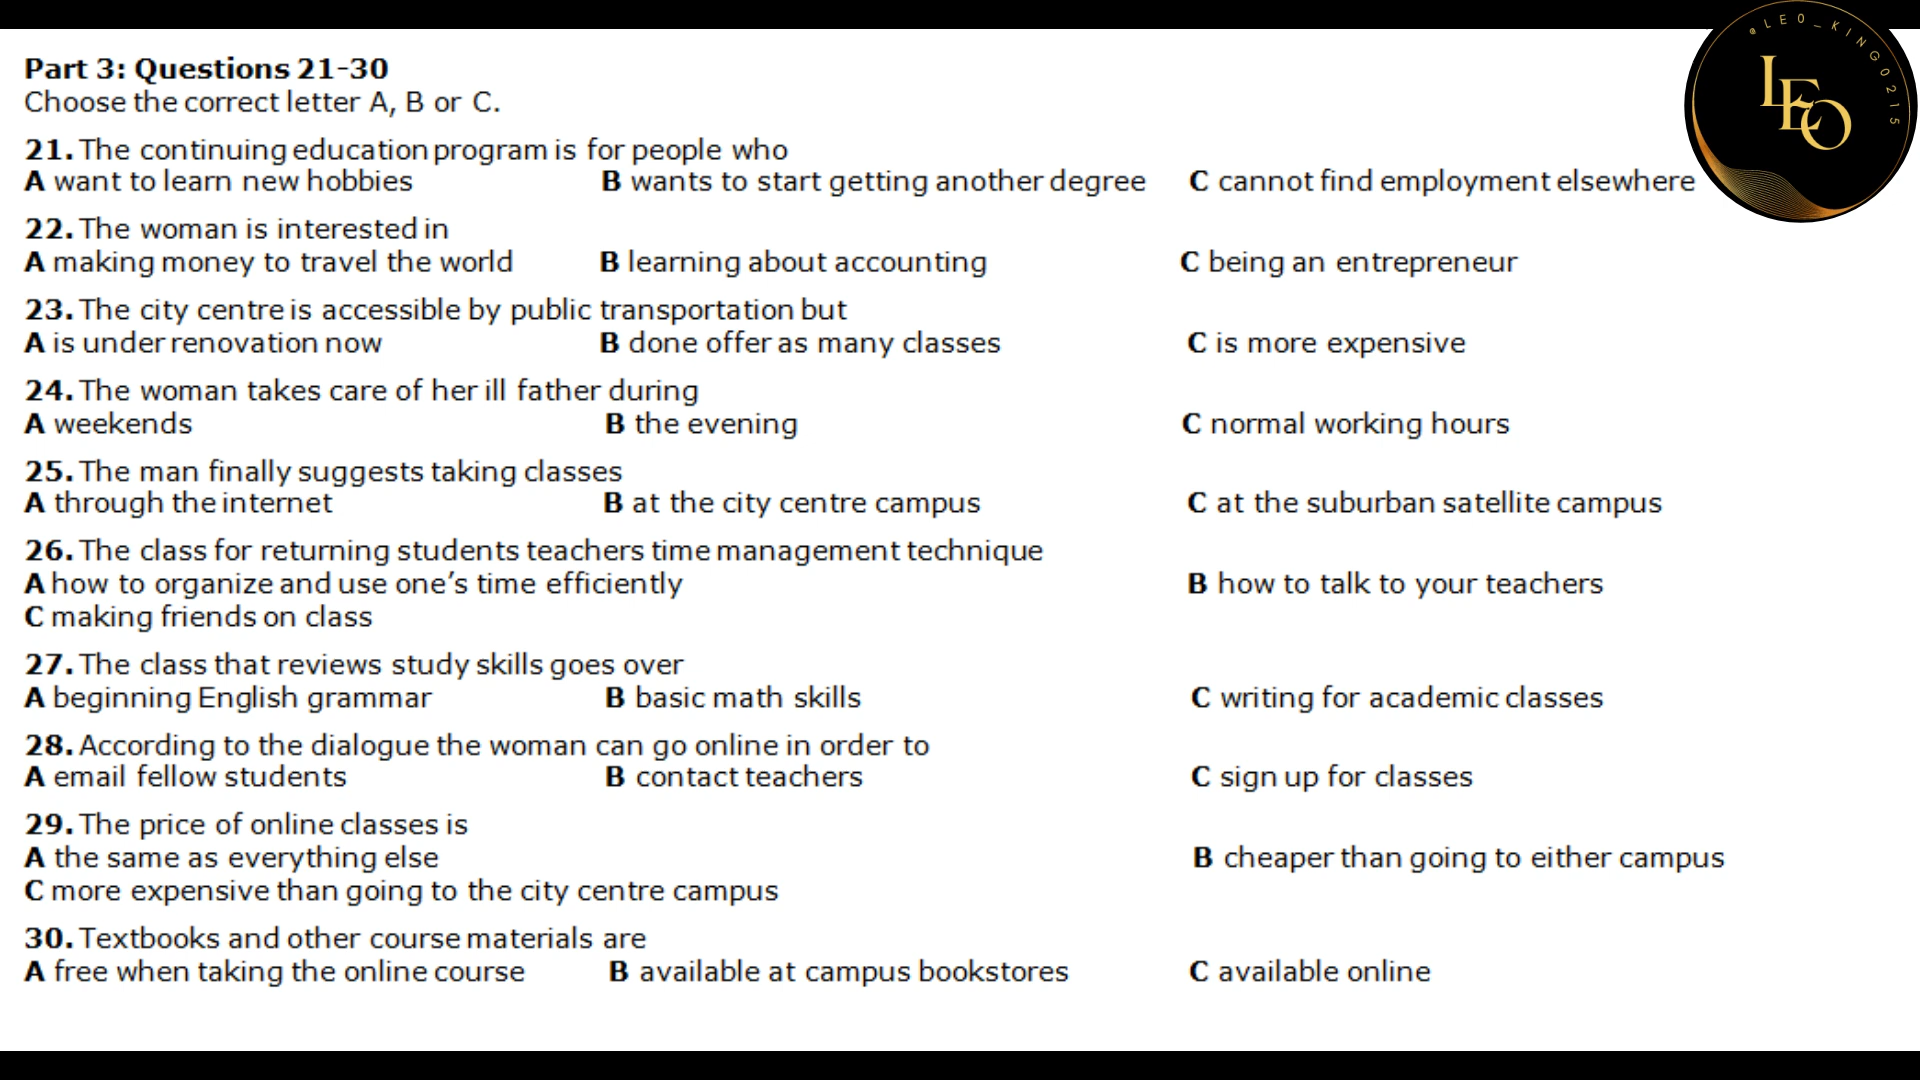 Part 3: Questions 21-30
Choose the correct letter A, B or C.
21. The continuing education program is for people who
A want to learn new hobbies B wants to start getting another degree C cannot find employment elsewhere
22. The woman is interested in
A making money to travel the world B learning about accounting C being an entrepreneur
23. The city centre is accessible by public transportation but
A is under renovation now B done offer as many classes C is more expensive
24. The woman takes care of her ill father during
A weekends B the evening C normal working hours
25. The man finally suggests taking classes
A through the internet B at the city centre campus C at the suburban satellite campus
26. The class for returning students teachers time management technique
A how to organize and use one’s time efficiently B how to talk to your teachers
C making friends on class
27. The class that reviews study skills goes over
A beginning English grammar B basic math skills C writing for academic classes
28. According to the dialogue the woman can go online in order to
A email fellow students B contact teachers C sign up for classes
29. The price of online classes is
A the same as everything else B cheaper than going to either campus
C more expensive than going to the city centre campus
30. Textbooks and other course materials are
A free when taking the online course B available at campus bookstores C available online
@LEO_KING0215
LEO